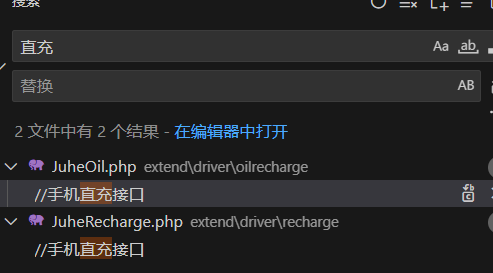 搜索
直充
Aa ab
替换
AB
2 文件中有 2 个结果 - 在编辑器中打开
JuheOil.php extend\driver\oilrecharge
//手机直充接口
JuheRecharge.php extend\driver\recharge
//手机直充接口